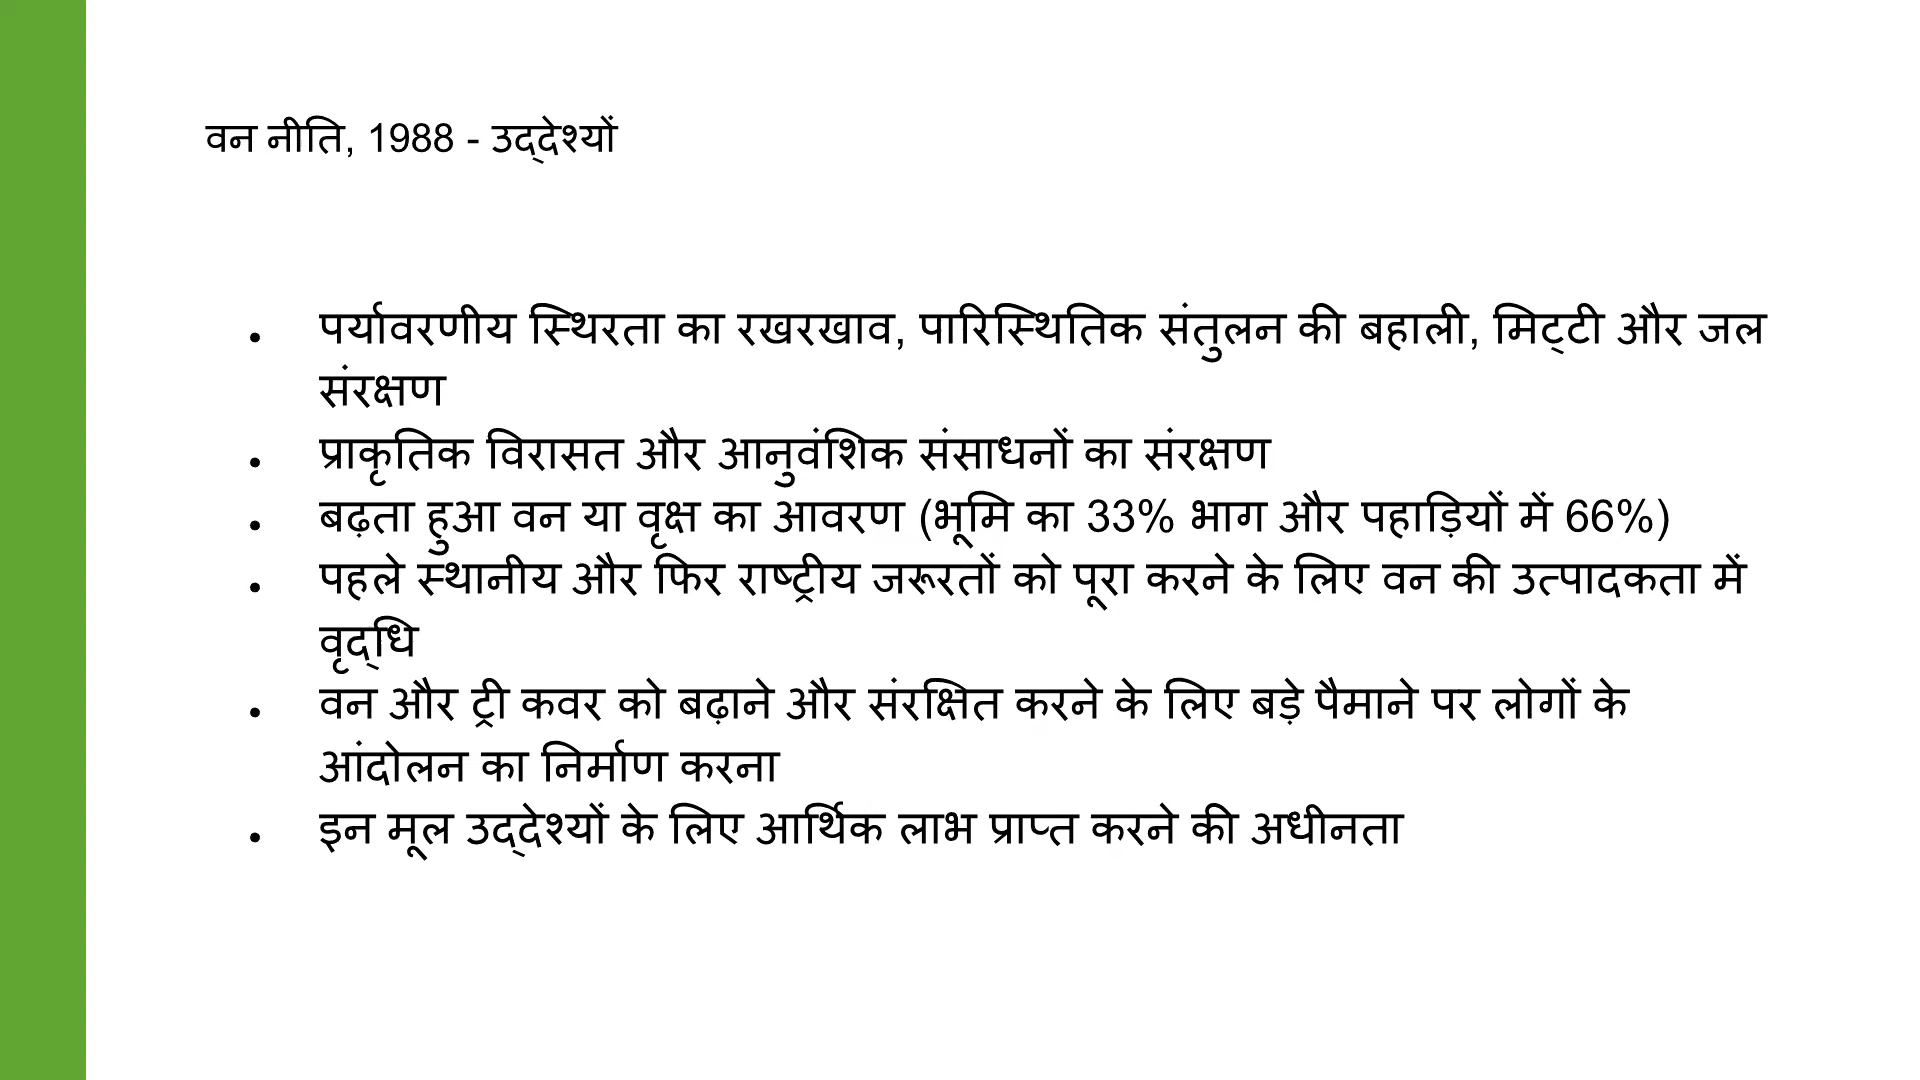 वन नीति, 1988 - उद्देश्यों
• पर्यावरणीय स्थिरता का रखरखाव, पारिस्थितिक संतुलन की बहाली, मिट्टी और जल
संरक्षण
• प्राकृतिक विरासत और आनुवंशिक संसाधनों का संरक्षण
• बढ़ता हुआ वन या वृक्ष का आवरण (भूमि का 33% भाग और पहाड़ियों में 66%)
• पहले स्थानीय और फिर राष्ट्रीय जरूरतों को पूरा करने के लिए वन की उत्पादकता में
वृद्धि
• वन और ट्री कवर को बढ़ाने और संरक्षित करने के लिए बड़े पैमाने पर लोगों के
आंदोलन का निर्माण करना
• इन मूल उद्देश्यों के लिए आर्थिक लाभ प्राप्त करने की अधीनता